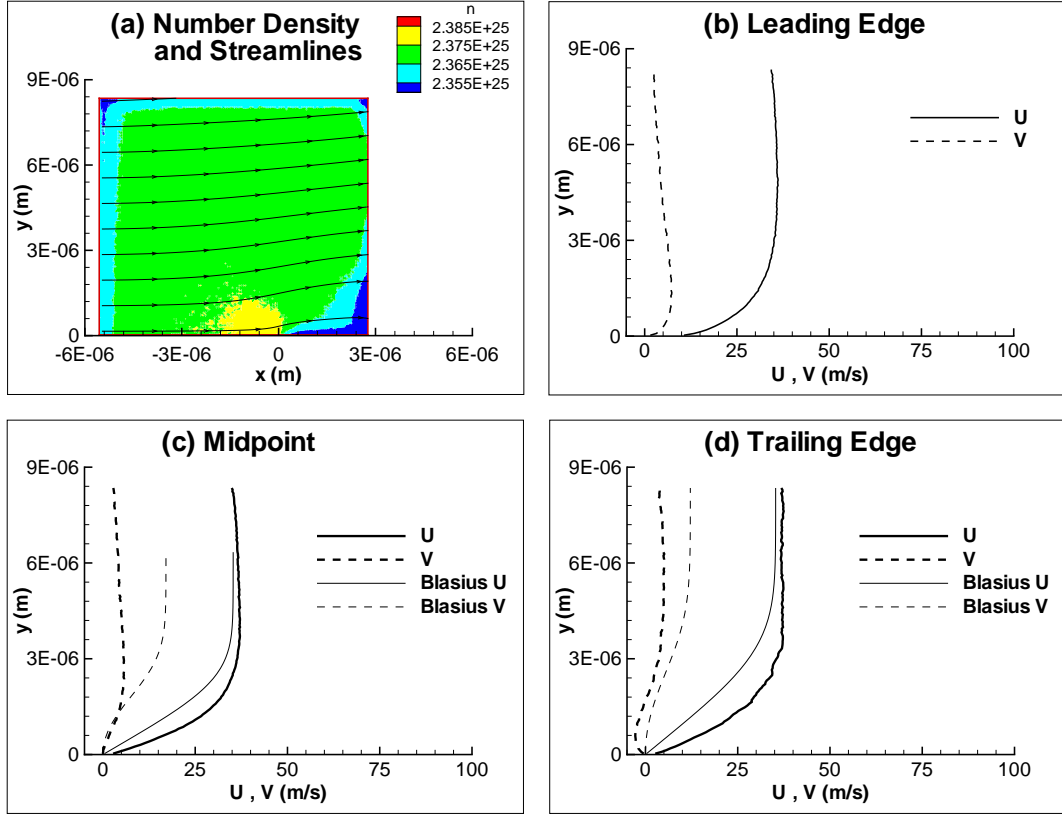 (a) Number Density
and Streamlines
n
2.385E+25
2.375E+25
2.365E+25
2.355E+25
9E-06
6E-06
3E-06
0
y (m)
-6E-06 -3E-06 0 3E-06 6E-06
x (m)
(b) Leading Edge
9E-06
6E-06
3E-06
0
y (m)
U
V
0 25 50 75 100
U , V (m/s)
(c) Midpoint
9E-06
6E-06
3E-06
0
y (m)
U
V
Blasius U
Blasius V
0 25 50 75 100
U , V (m/s)
(d) Trailing Edge
9E-06
6E-06
3E-06
0
y (m)
U
V
Blasius U
Blasius V
0 25 50 75 100
U , V (m/s)